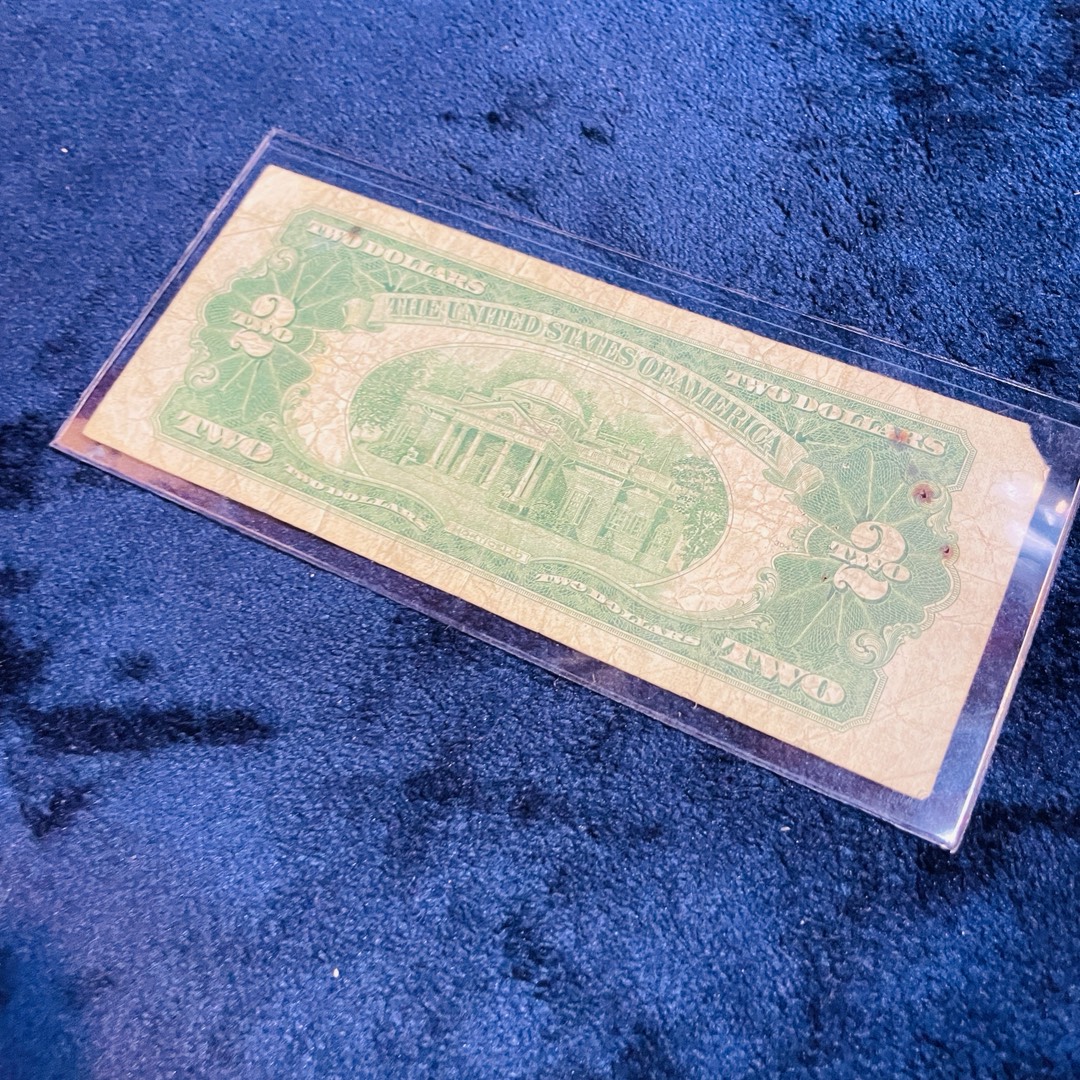 TWO DOLLARS
THE UNITED STATES OF AMERICA
TWO DOLLARS
2
TWO
2
TWO
TWO
TWO DOLLARS
MONTICELLO
TWO DOLLARS
TWO